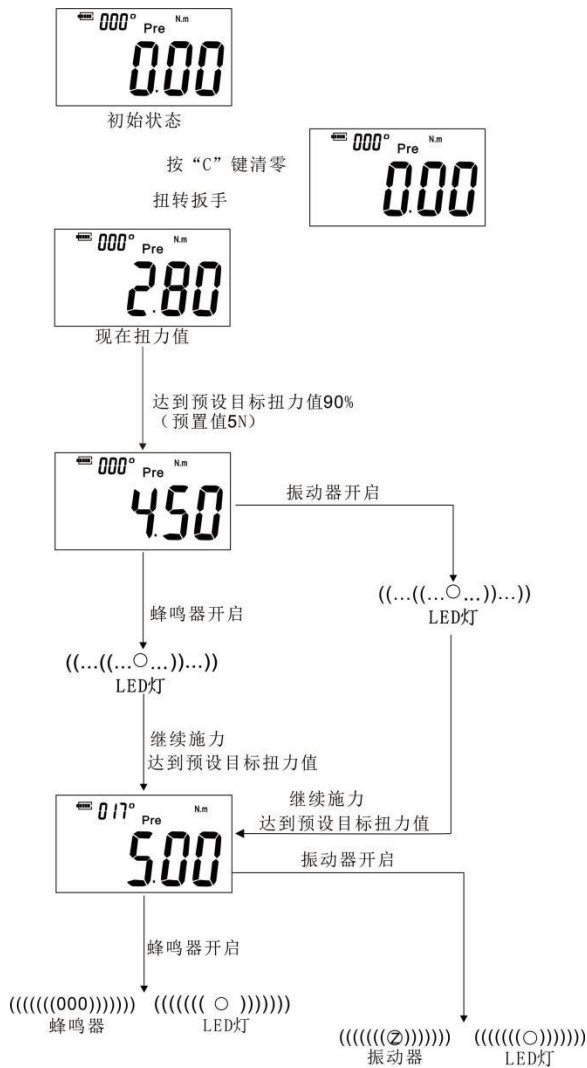 000° Pre N.m
0.00
初始状态
按“C”键清零
扭转扳手
000° Pre N.m
0.00
000° Pre N.m
2.80
现在扭力值
达到预设目标扭力值90%
（预置值5N）
000° Pre N.m
4.50
振动器开启
((...((...○...))...))
LED灯
蜂鸣器开启
((...((...○...))...))
LED灯
继续施力
达到预设目标扭力值
继续施力
达到预设目标扭力值
017° Pre N.m
5.00
振动器开启
蜂鸣器开启
(((((((000))))))) ((((((( ○ )))))))
蜂鸣器 LED灯
(((((((Ⓩ))))))) (((((((○)))))))
振动器 LED灯